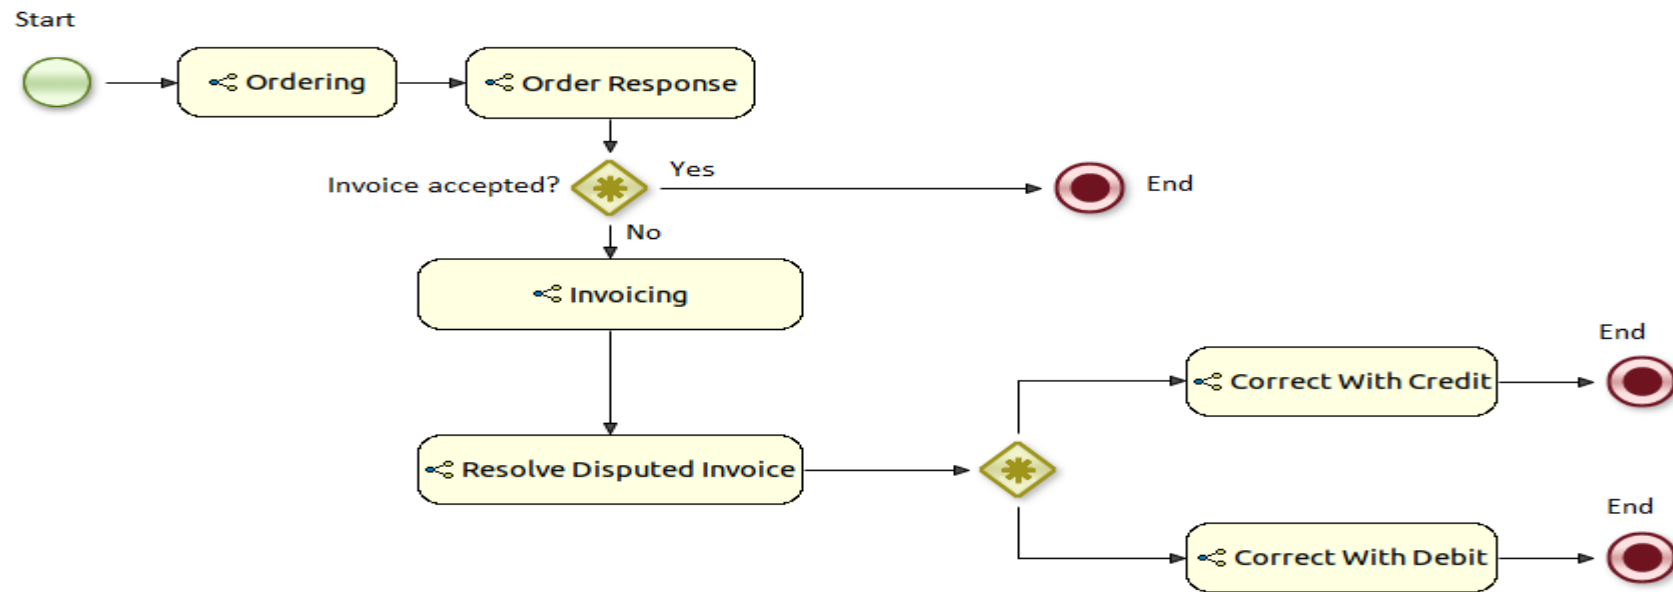 Start
Ordering
Order Response
Invoice accepted?
Yes
End
No
Invoicing
End
Correct With Credit
Resolve Disputed Invoice
End
Correct With Debit